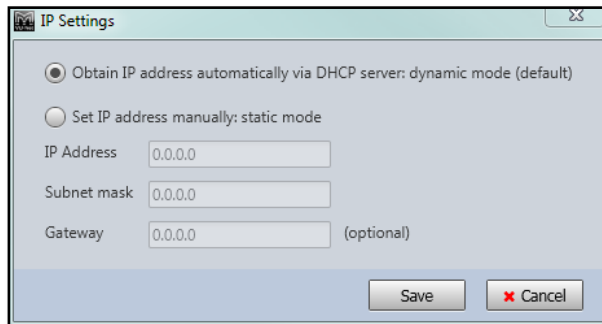 IP Settings
Obtain IP address automatically via DHCP server: dynamic mode (default)
Set IP address manually: static mode
IP Address 0.0.0.0
Subnet mask 0.0.0.0
Gateway 0.0.0.0 (optional)
Save Cancel